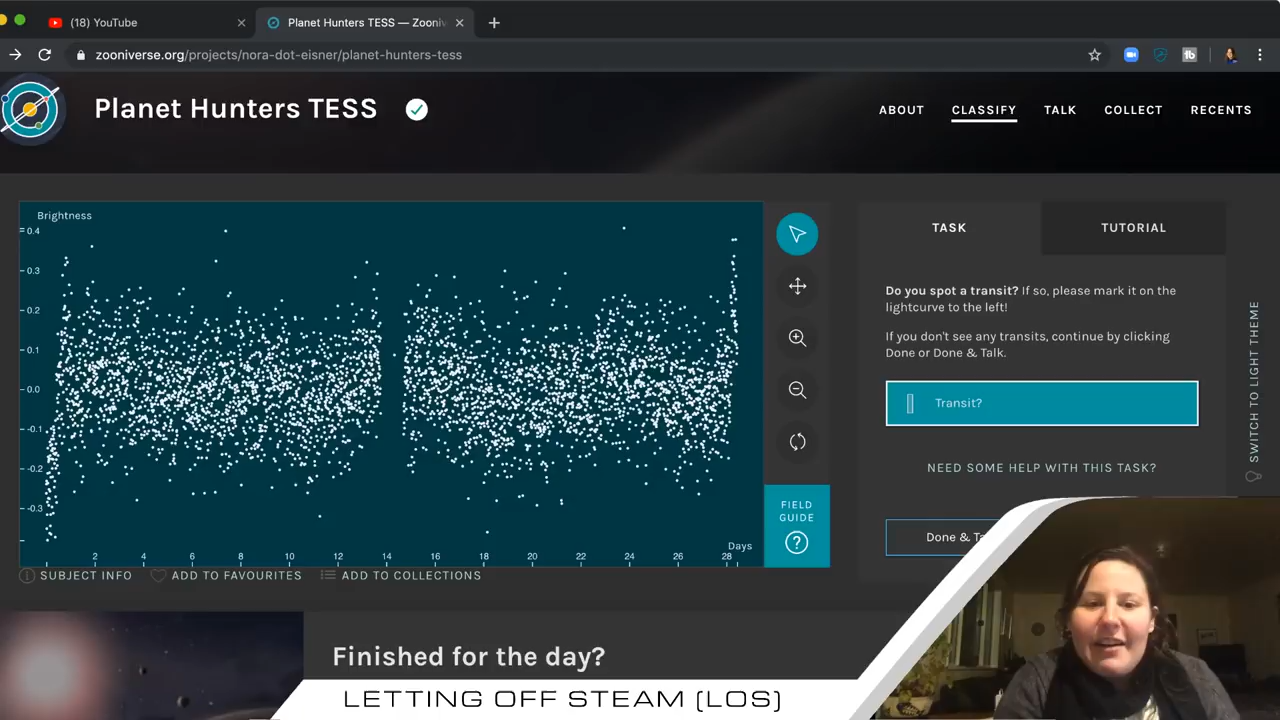 (18) YouTube
Planet Hunters TESS — Zooniv
zooniverse.org/projects/nora-dot-eisner/planet-hunters-tess
tb
Planet Hunters TESS
ABOUT CLASSIFY TALK COLLECT RECENTS
Brightness
0.4
0.3
0.2
0.1
0.0
-0.1
-0.2
-0.3
2 4 6 8 10 12 14 16 18 20 22 24 26 28
Days
FIELD
GUIDE
?
SUBJECT INFO ADD TO FAVOURITES ADD TO COLLECTIONS
TASK TUTORIAL
Do you spot a transit? If so, please mark it on the
lightcurve to the left!
If you don't see any transits, continue by clicking
Done or Done & Talk.
Transit?
NEED SOME HELP WITH THIS TASK?
Done & Ta
SWITCH TO LIGHT THEME
Finished for the day?
LETTING OFF STEAM (LOS)